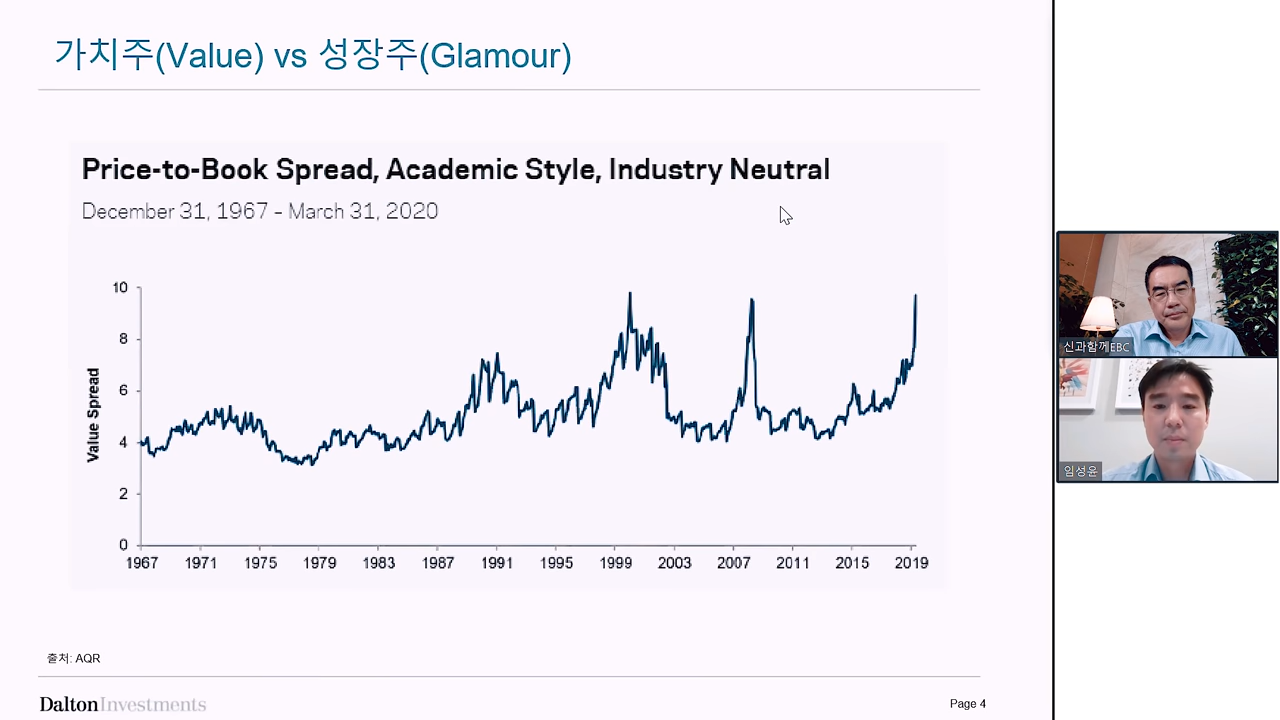 가치주(Value) vs 성장주(Glamour)
Price-to-Book Spread, Academic Style, Industry Neutral
December 31, 1967 - March 31, 2020
Value Spread
10
8
6
4
2
0
1967 1971 1975 1979 1983 1987 1991 1995 1999 2003 2007 2011 2015 2019
출처: AQR
DaltonInvestments
Page 4
신과함께EBC
임성윤